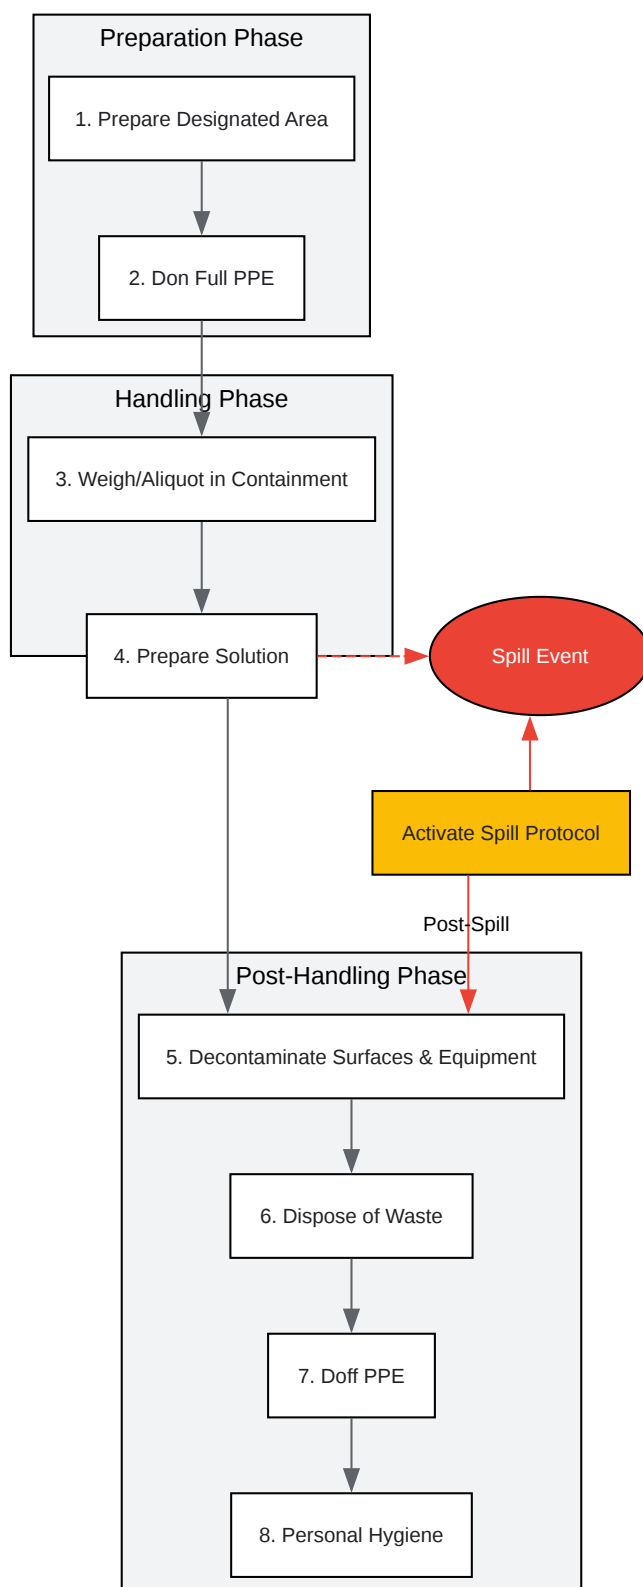 Preparation Phase
1. Prepare Designated Area
2. Don Full PPE
Handling Phase
3. Weigh/Aliquot in Containment
4. Prepare Solution
Spill Event
Activate Spill Protocol
Post-Spill
Post-Handling Phase
5. Decontaminate Surfaces & Equipment
6. Dispose of Waste
7. Doff PPE
8. Personal Hygiene